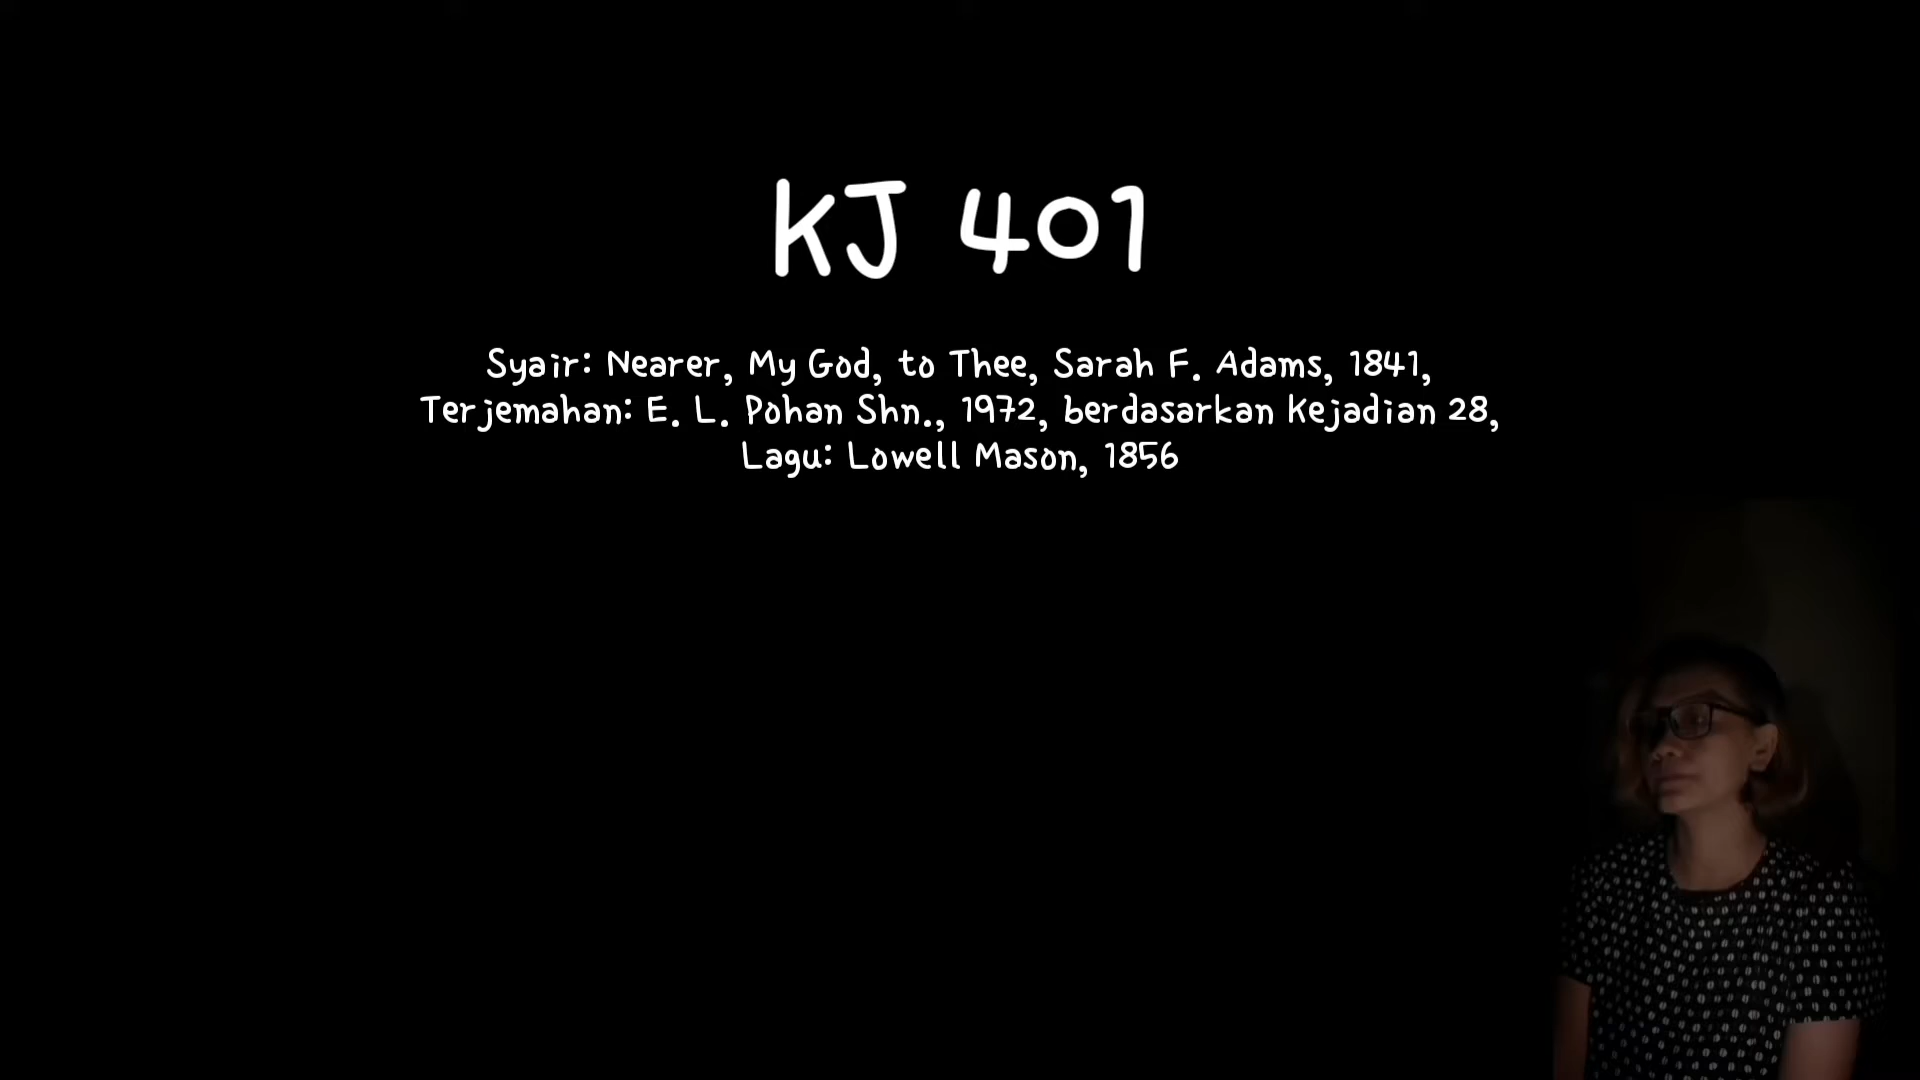 KJ 401
Syair: Nearer, My God, to Thee, Sarah F. Adams, 1841,
Terjemahan: E. L. Pohan Shn., 1972, berdasarkan Kejadian 28,
Lagu: Lowell Mason, 1856